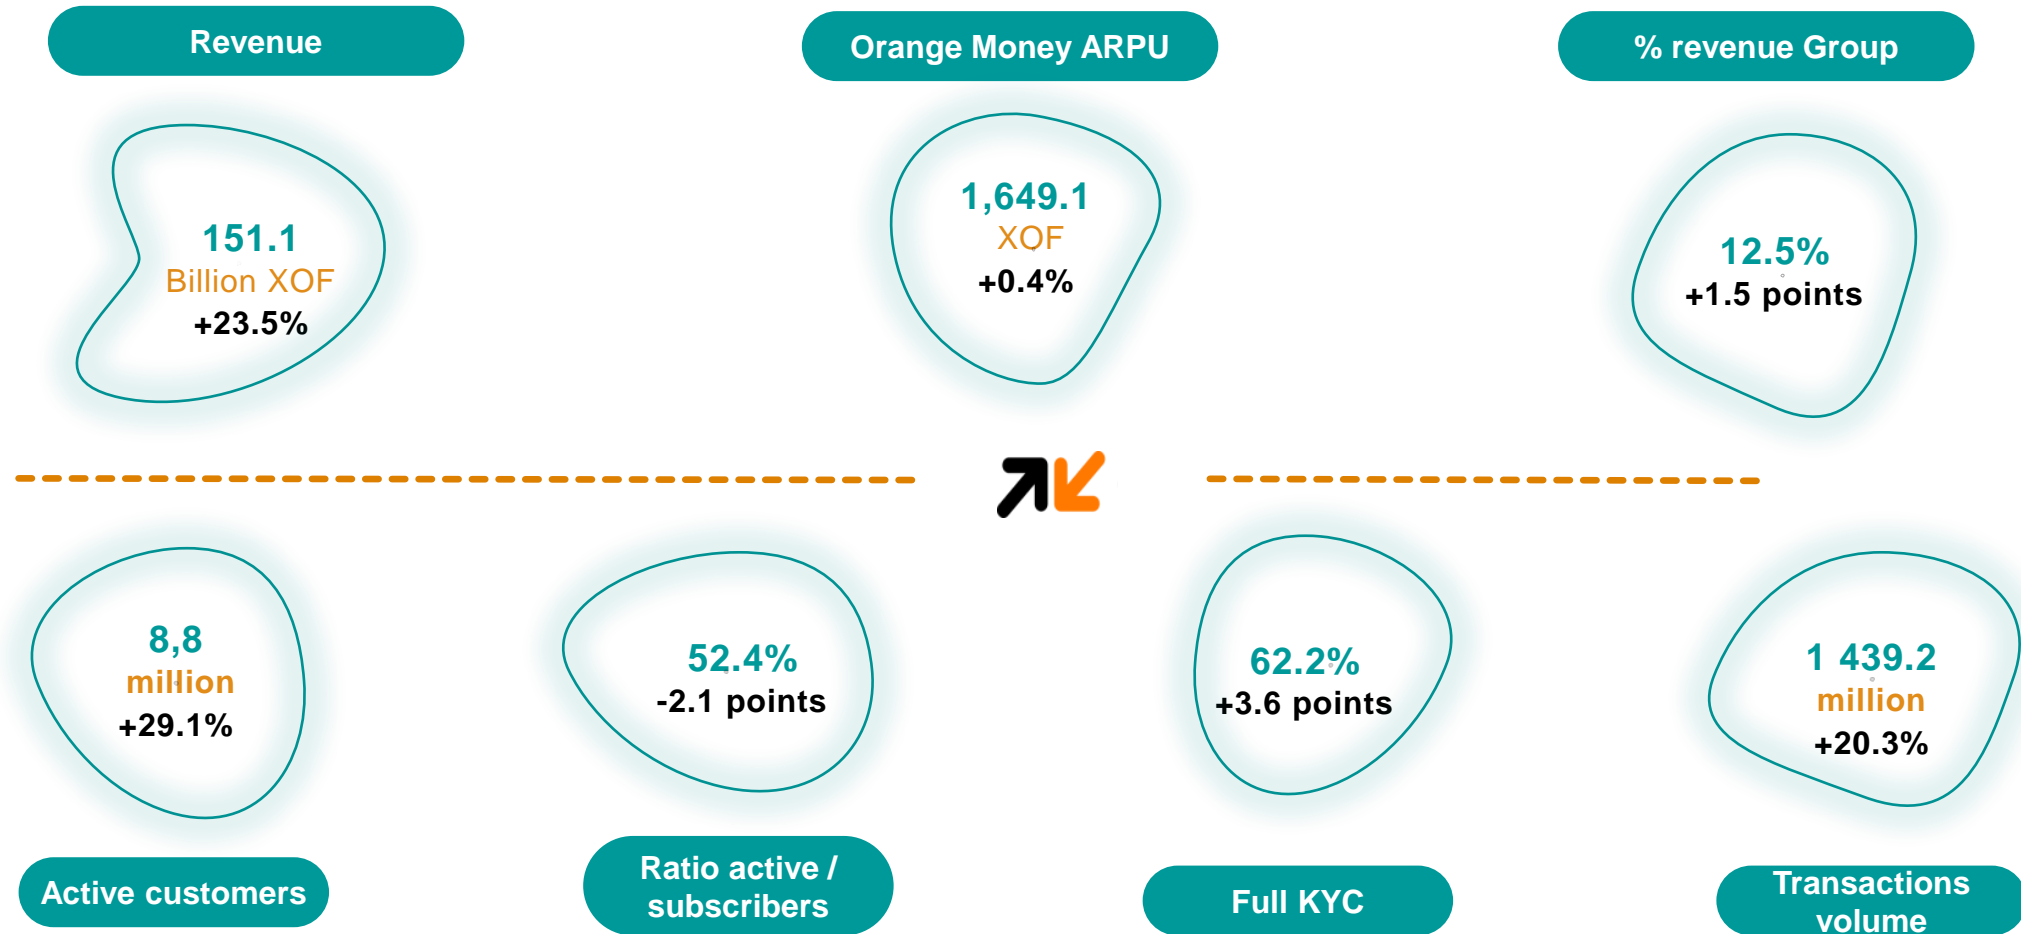 Revenue
Orange Money ARPU
% revenue Group
151.1
Billion XOF
+23.5%
1,649.1
XOF
+0.4%
12.5%
+1.5 points
8,8
million
+29.1%
52.4%
-2.1 points
62.2%
+3.6 points
1 439.2
million
+20.3%
Active customers
Ratio active /
subscribers
Full KYC
Transactions
volume